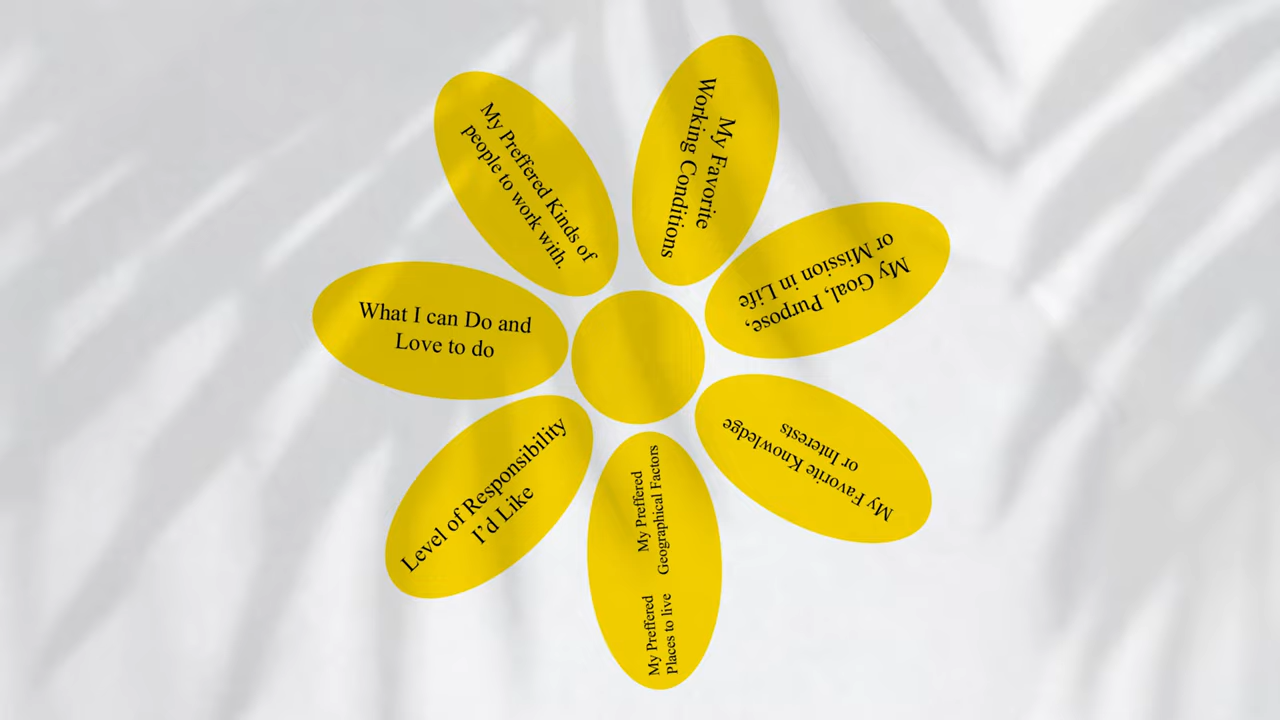 My Preffered Kinds of
people to work with.
My Favorite
Working Conditions
My Goal, Purpose,
or Mission in Life
My Favorite Knowledge
or Interests
My Preffered
Geographical Factors
My Preffered
Places to live
Level of Responsibility
I'd Like
What I can Do and
Love to do